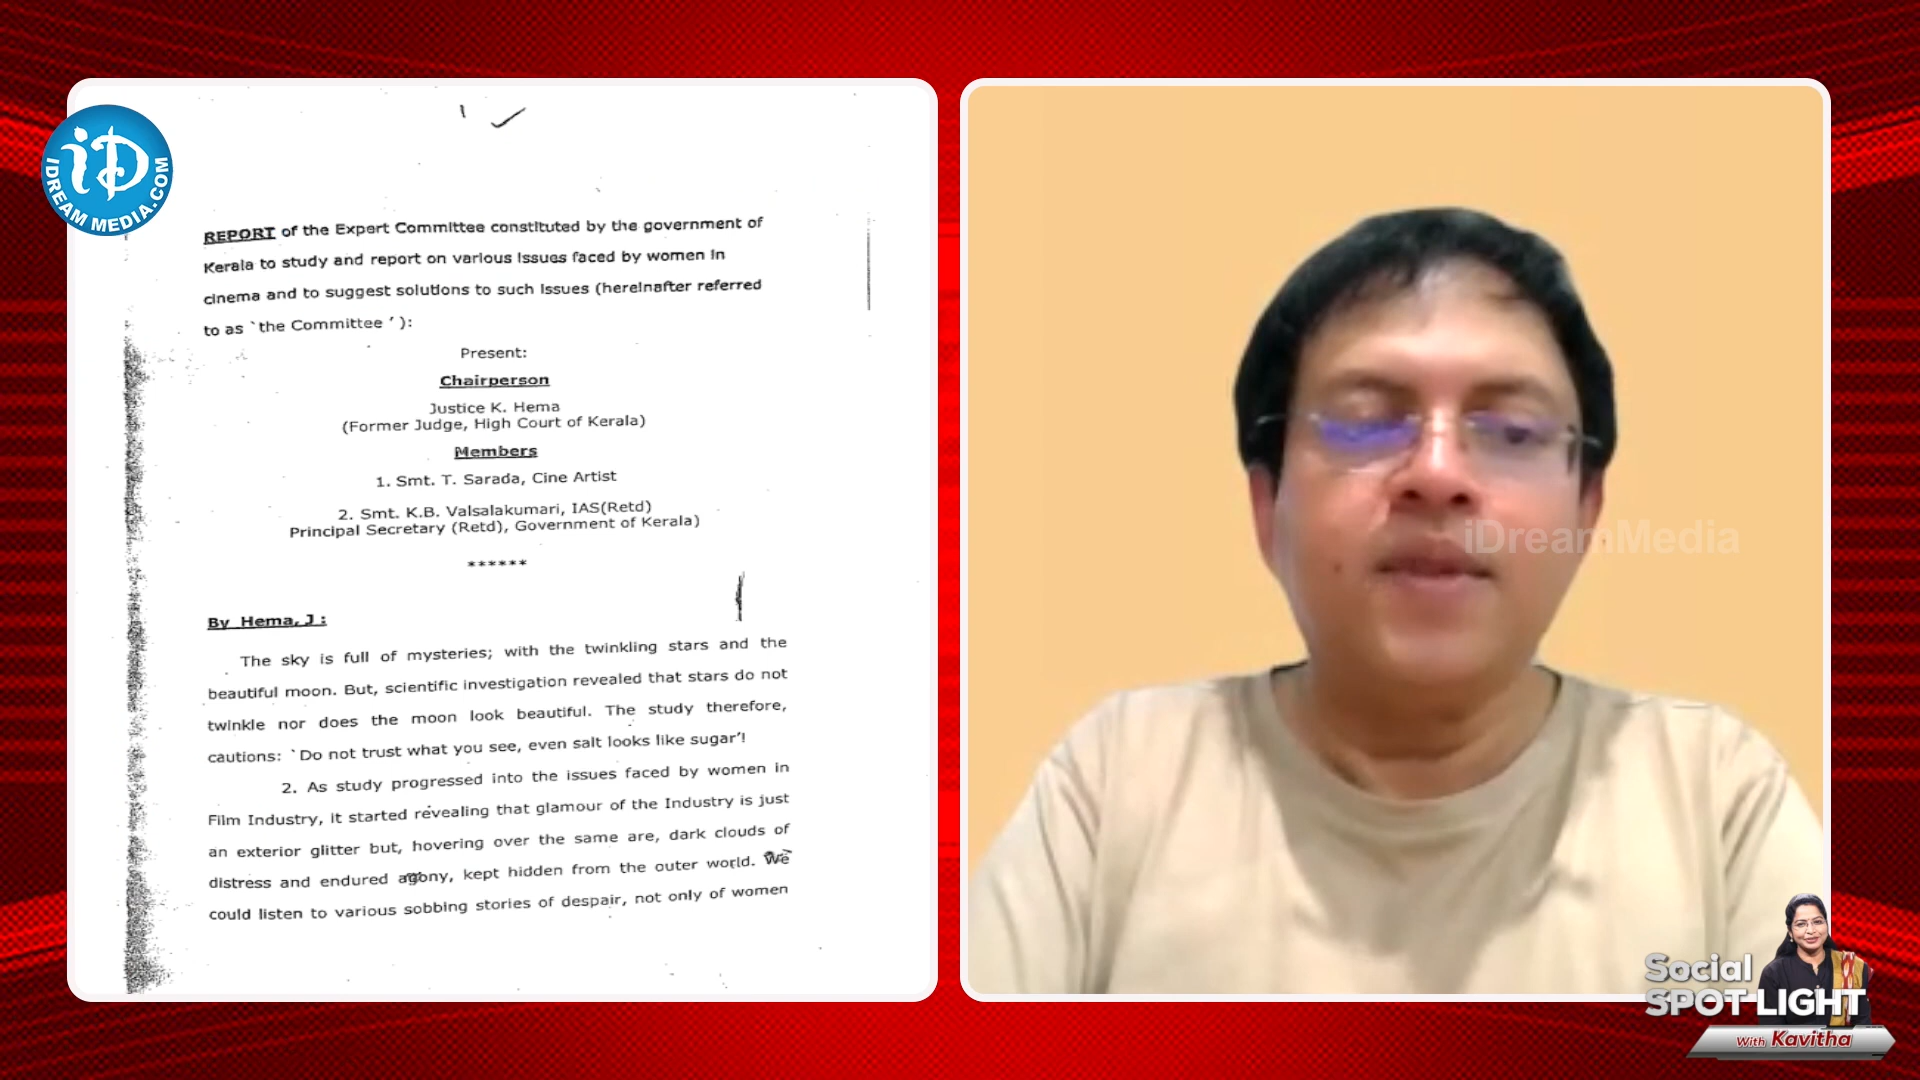 iD
IDREAM MEDIA.COM
REPORT of the Expert Committee constituted by the government of
Kerala to study and report on various issues faced by women in
cinema and to suggest solutions to such issues (hereinafter referred
to as `the Committee ' ):
Present:
Chairperson
Justice K. Hema
(Former Judge, High Court of Kerala)
Members
1. Smt. T. Sarada, Cine Artist
2. Smt. K.B. Valsalakumari, IAS(Retd)
Principal Secretary (Retd), Government of Kerala)
******
By Hema, J :
The sky is full of mysteries; with the twinkling stars and the
beautiful moon. But, scientific investigation revealed that stars do not
twinkle nor does the moon look beautiful. The study therefore,
cautions: `Do not trust what you see, even salt looks like sugar'!
2. As study progressed into the issues faced by women in
Film Industry, it started revealing that glamour of the Industry is just
an exterior glitter but, hovering over the same are, dark clouds of
distress and endured agony, kept hidden from the outer world. We
could listen to various sobbing stories of despair, not only of women
iDreamMedia
Social
SPOT LIGHT
With Kavitha